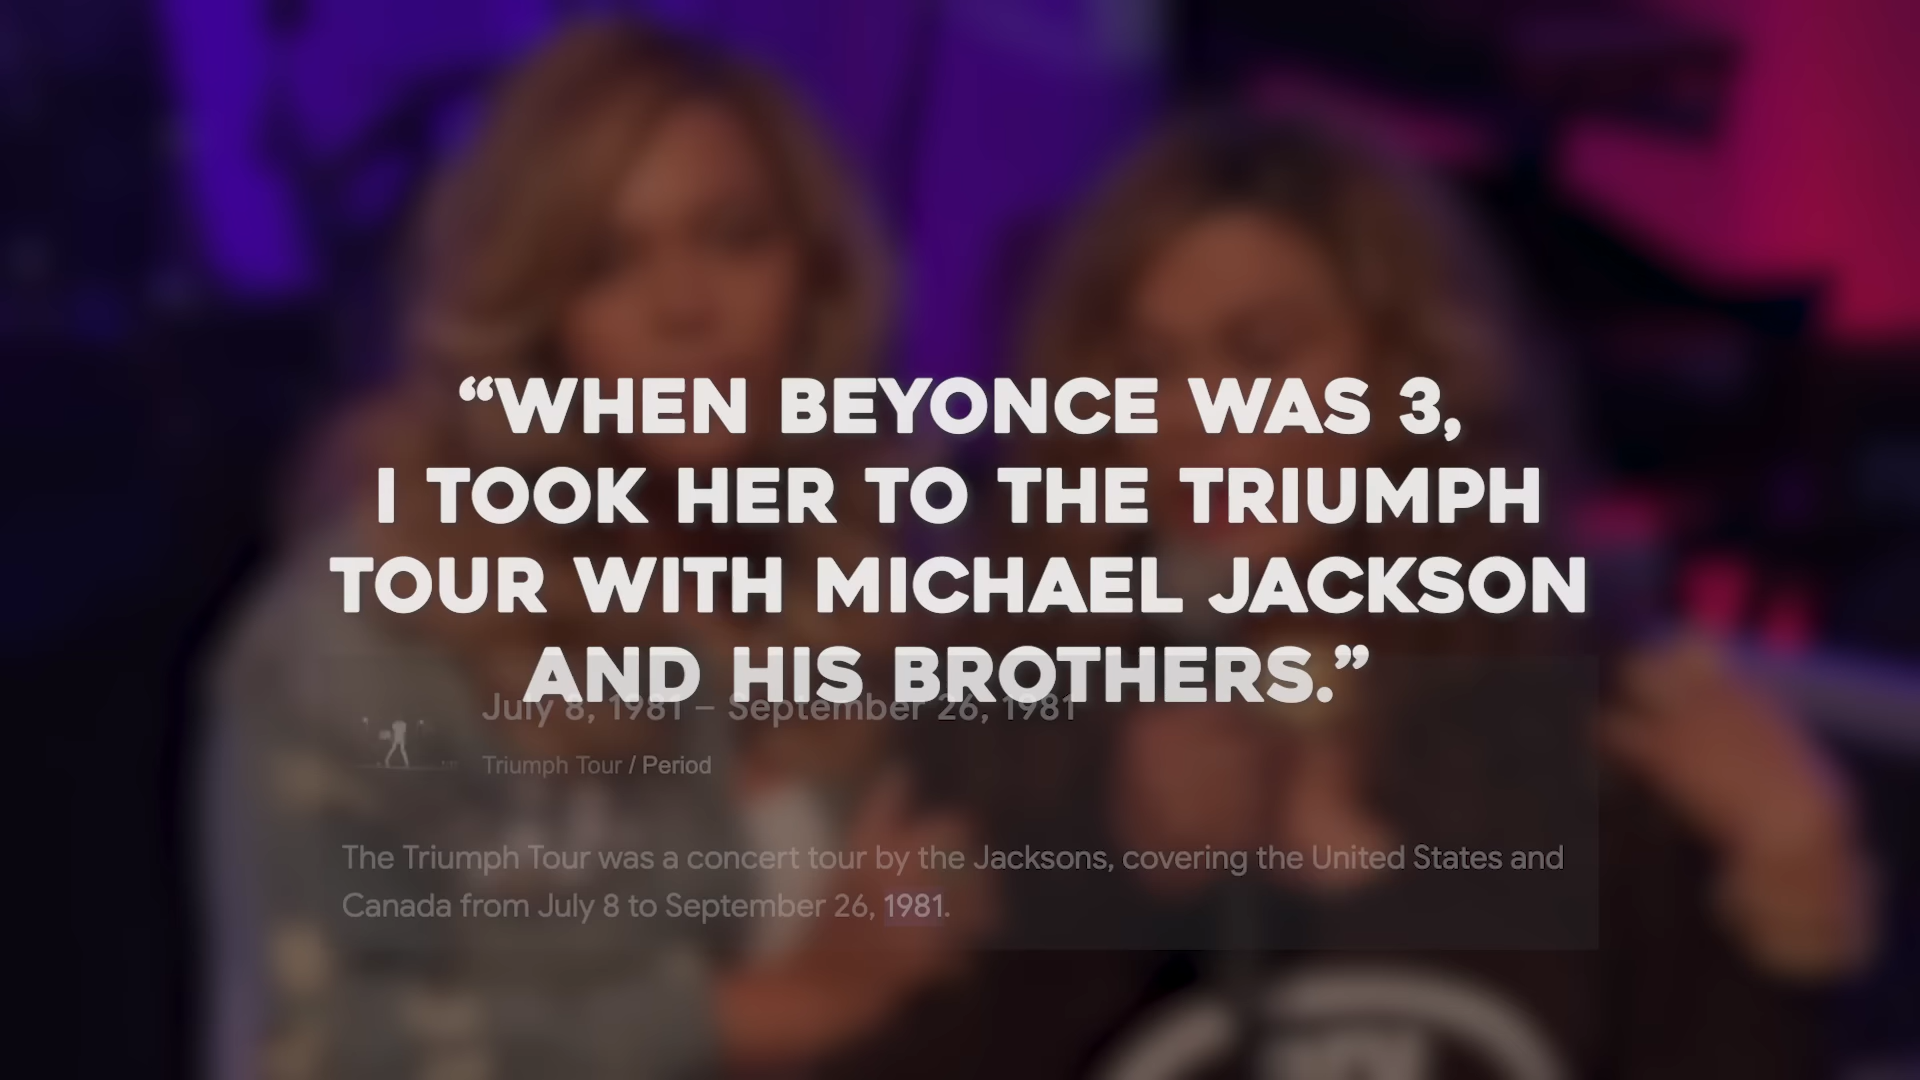 “WHEN BEYONCE WAS 3,
I TOOK HER TO THE TRIUMPH
TOUR WITH MICHAEL JACKSON
AND HIS BROTHERS.”
July 8, 1981 – September 26, 1981
Triumph Tour / Period
The Triumph Tour was a concert tour by the Jacksons, covering the United States and
Canada from July 8 to September 26, 1981.